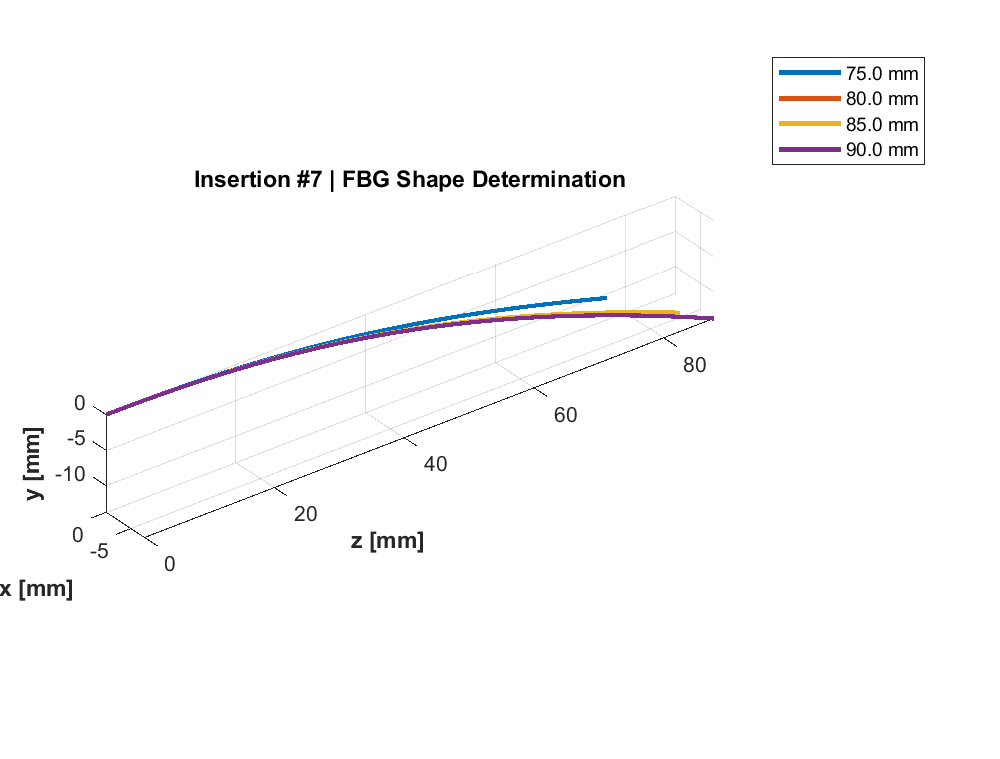 75.0 mm
80.0 mm
85.0 mm
90.0 mm
Insertion #7 | FBG Shape Determination
0
-5
-10
y [mm]
0
-5
x [mm]
0
20
40
60
80
z [mm]